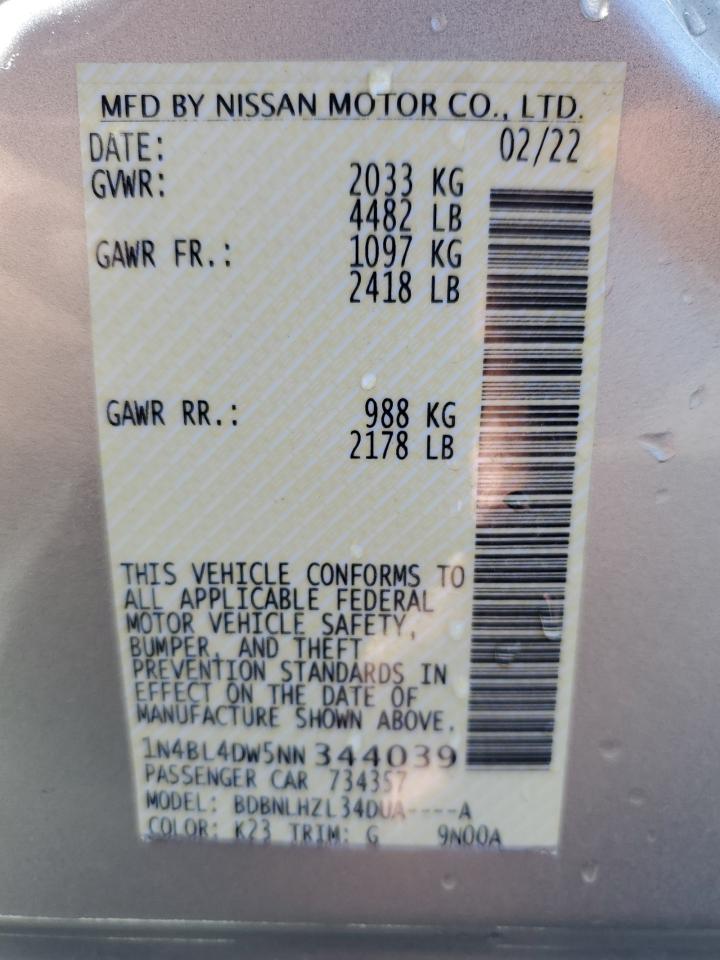 MFD BY NISSAN MOTOR CO., LTD.
DATE: 02/22
GVWR: 2033 KG
4482 LB
GAWR FR.: 1097 KG
2418 LB
GAWR RR.: 988 KG
2178 LB
THIS VEHICLE CONFORMS TO
ALL APPLICABLE FEDERAL
MOTOR VEHICLE SAFETY,
BUMPER, AND THEFT
PREVENTION STANDARDS IN
EFFECT ON THE DATE OF
MANUFACTURE SHOWN ABOVE.
1N4BL4DW5NN 344039
PASSENGER CAR 734357
MODEL: BDBNLHZL34DUA----A
COLOR: K23 TRIM: G 9N00A